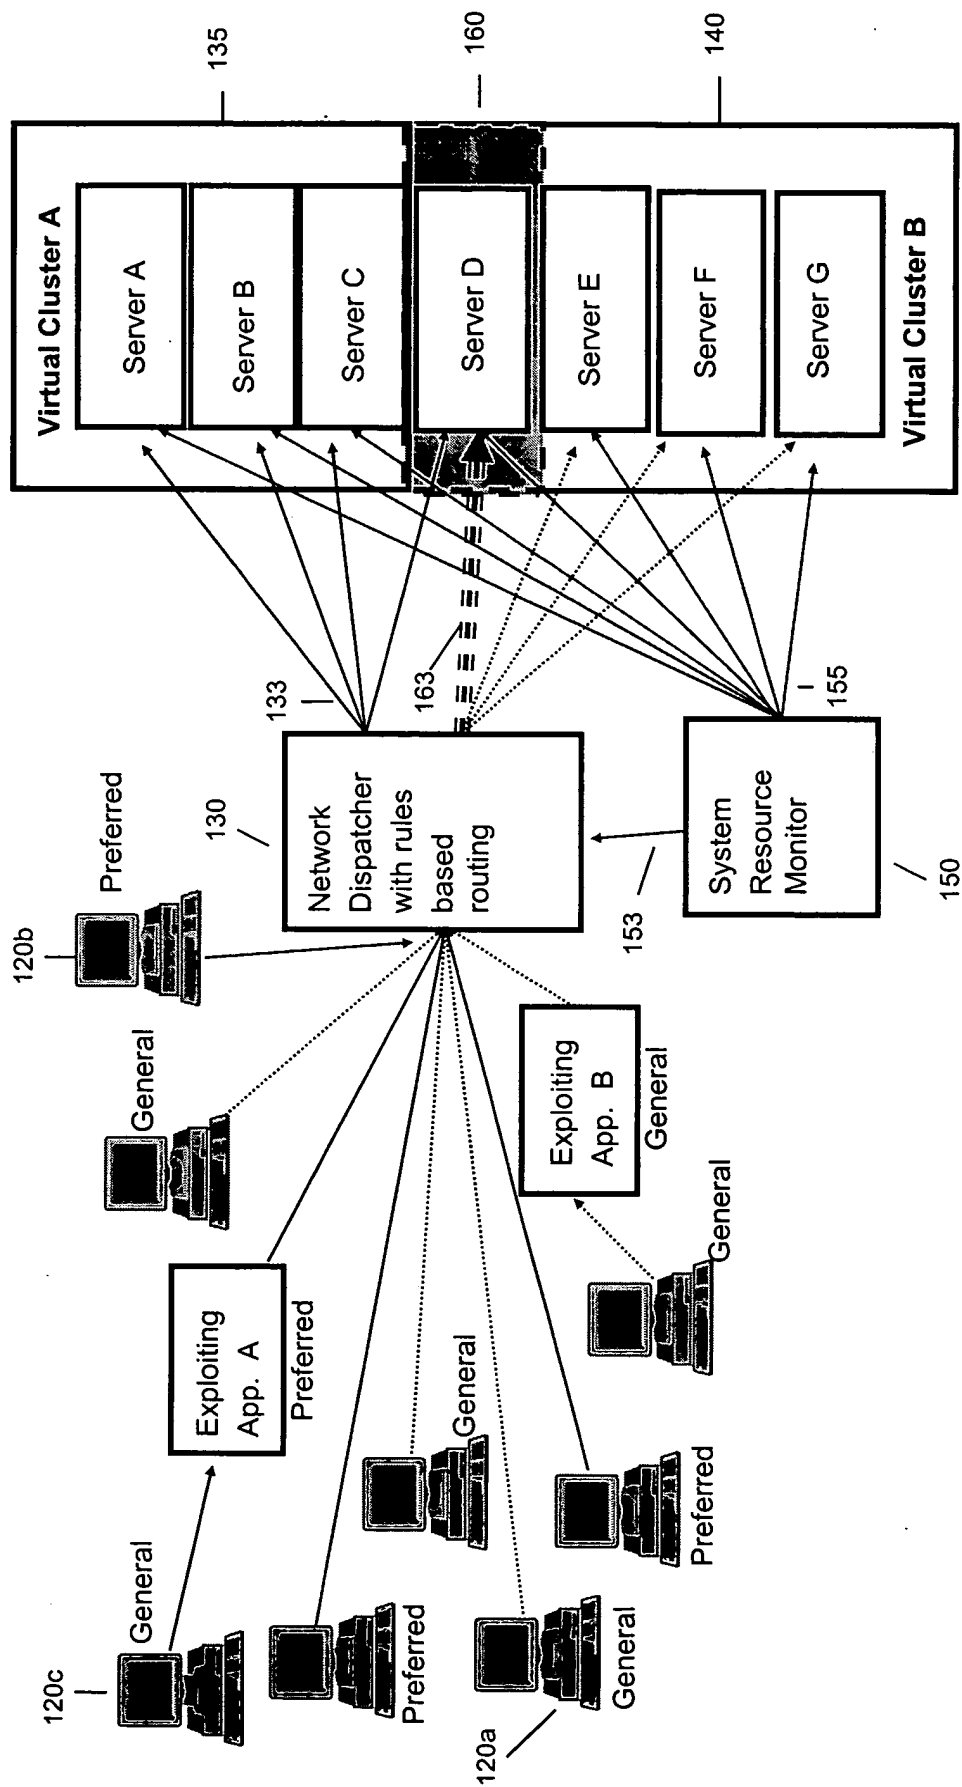 120c
General
Exploiting
App. A
Preferred
General
120b
Preferred
Preferred
General
120a
General
Preferred
General
Exploiting
App. B
General
130
Network
Dispatcher
with rules
based
routing
133
163
153
System
Resource
Monitor
150
155
Virtual Cluster A
Server A
Server B
Server C
Server D
Server E
Server F
Server G
Virtual Cluster B
135
160
140